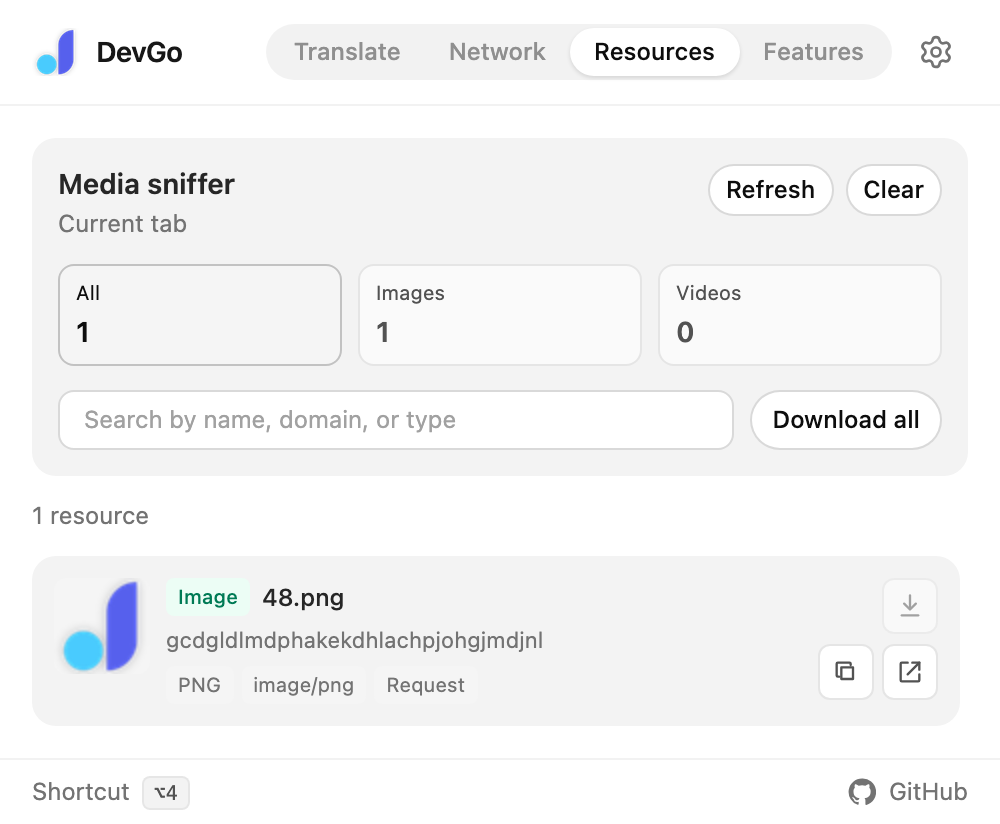 DevGo
Translate Network Resources Features
Media sniffer
Current tab
Refresh Clear
All
1
Images
1
Videos
0
Search by name, domain, or type
Download all
1 resource
Image 48.png
gcdgldlmdphakekdhlachpjohgjmdjnl
PNG image/png Request
Shortcut ⌥4
GitHub